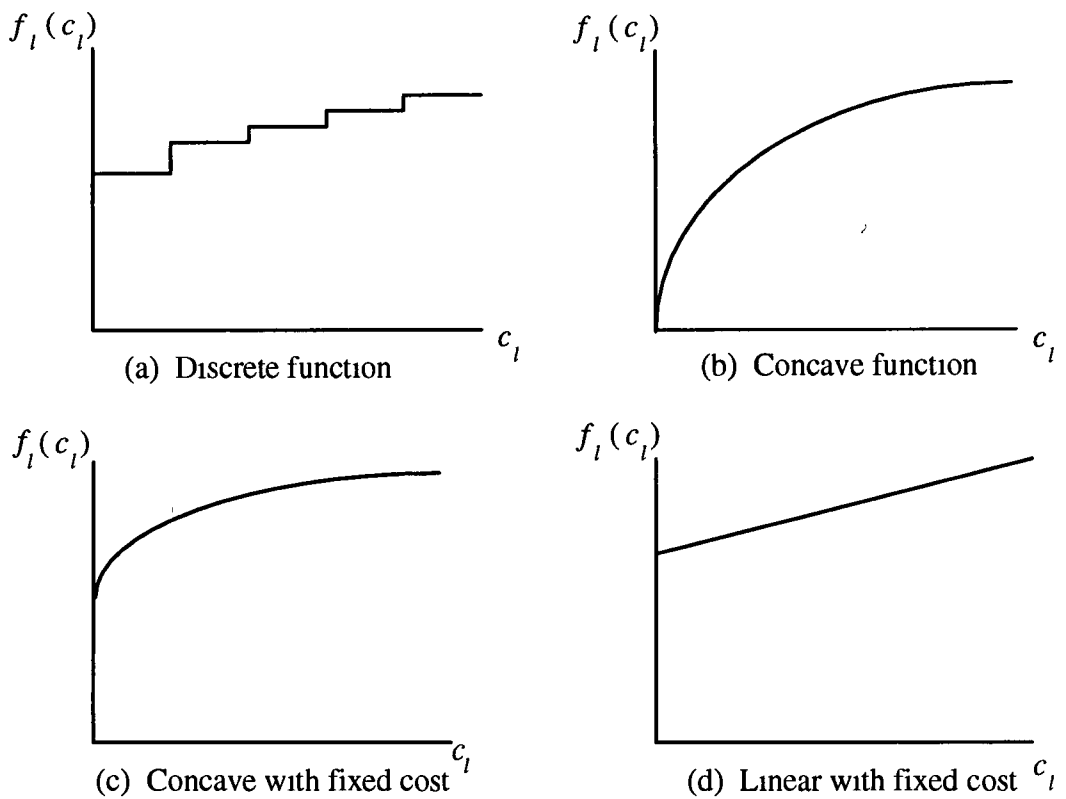 f_l (c_l)
c_l
(a) Discrete function
f_l (c_l)
c_l
(b) Concave function
f_l (c_l)
c_l
(c) Concave with fixed cost
f_l (c_l)
c_l
(d) Linear with fixed cost